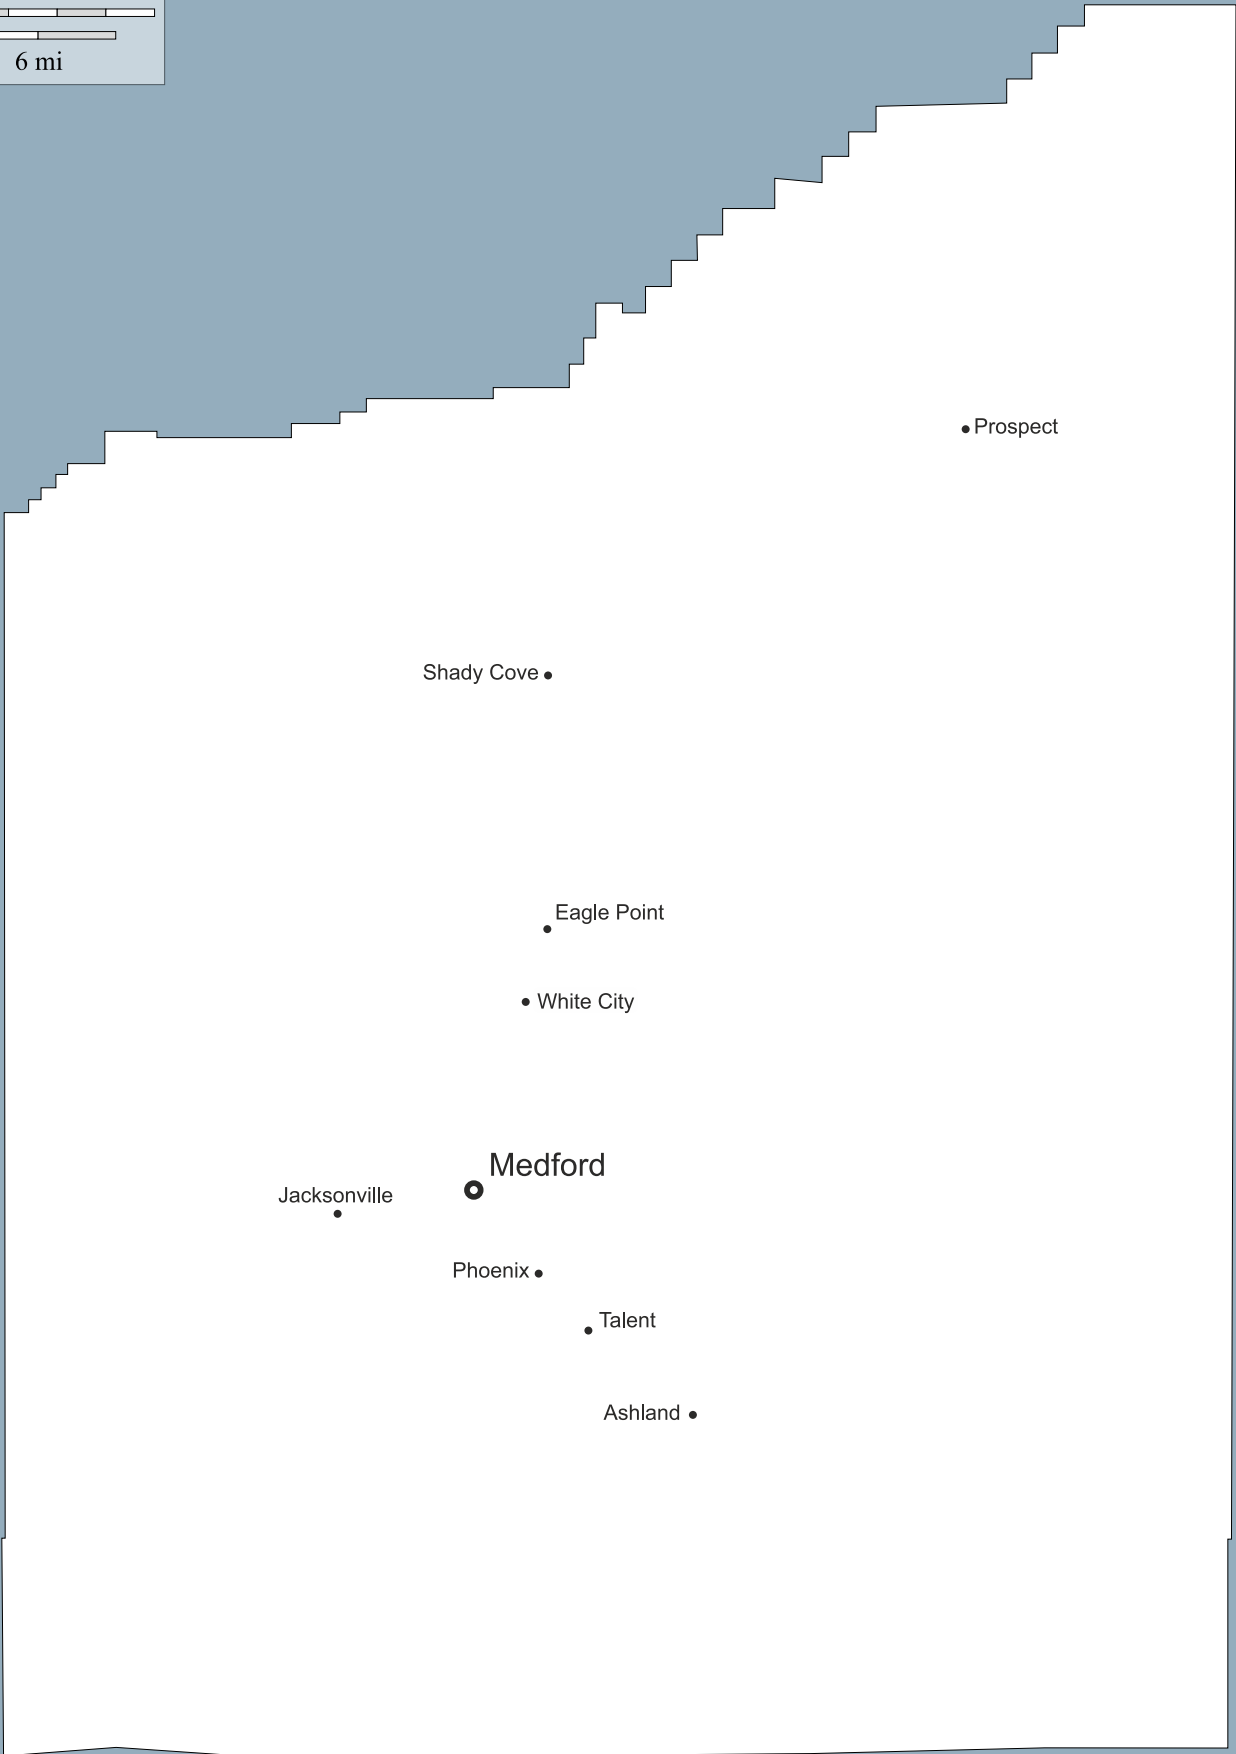 6 mi
Prospect
Shady Cove
Eagle Point
White City
Medford
Jacksonville
Phoenix
Talent
Ashland